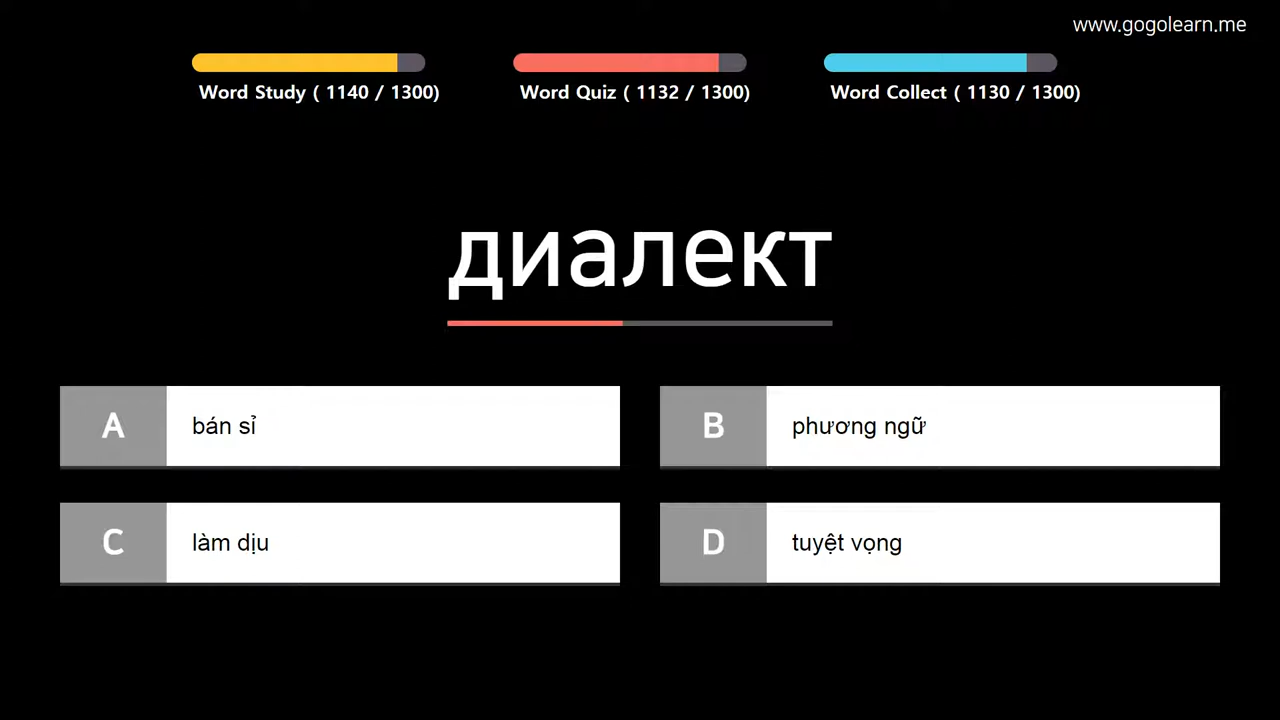 www.gogolearn.me
Word Study ( 1140 / 1300)
Word Quiz ( 1132 / 1300)
Word Collect ( 1130 / 1300)
диалект
A bán sỉ
B phương ngữ
C làm dịu
D tuyệt vọng